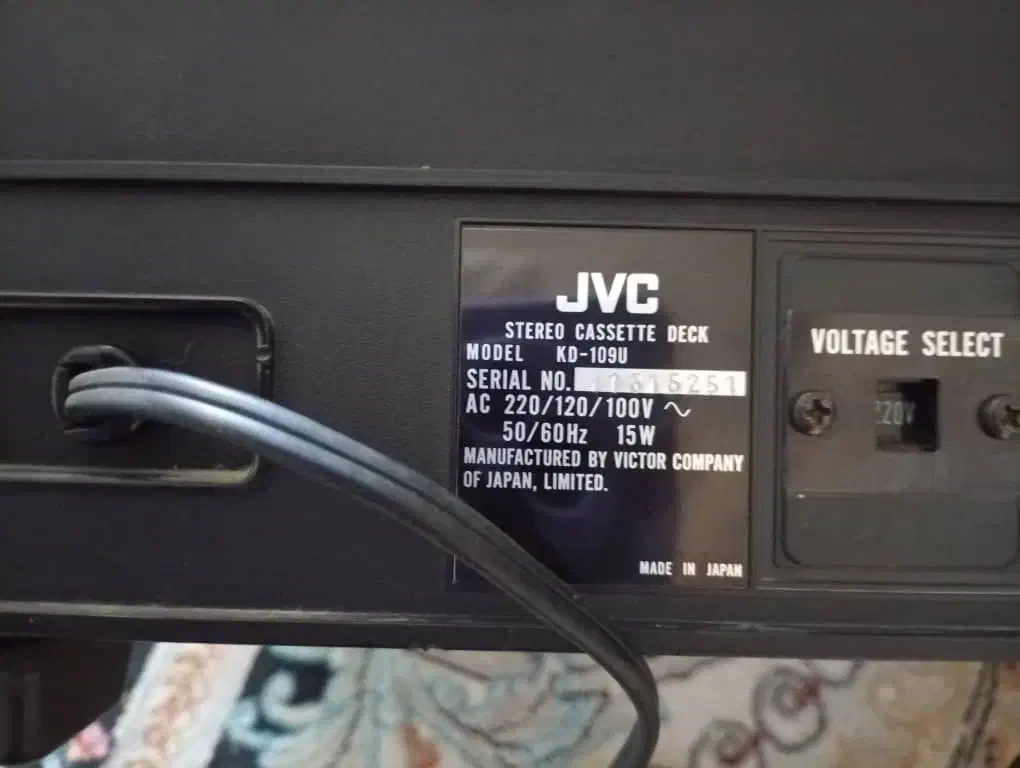 JVC
STEREO CASSETTE DECK
MODEL KD-109U
SERIAL NO.
AC 220/120/100V ~
50/60Hz 15W
MANUFACTURED BY VICTOR COMPANY
OF JAPAN, LIMITED.
MADE IN JAPAN
VOLTAGE SELECT
220V